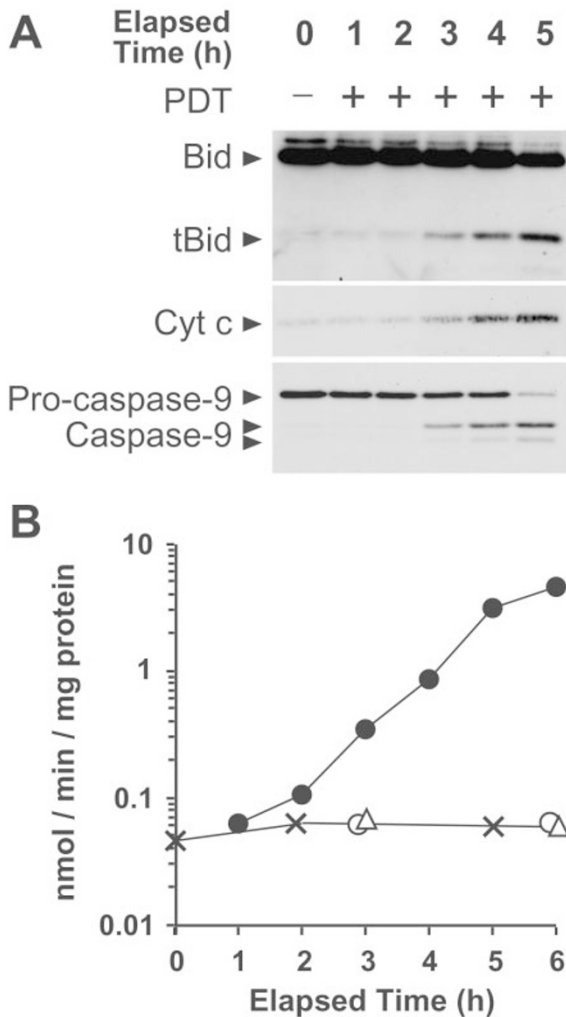 A
Elapsed
Time (h) 0 1 2 3 4 5
PDT − + + + + +
Bid
tBid
Cyt c
Pro-caspase-9
Caspase-9
B
nmol / min / mg protein
10
1
0.1
0.01
0 1 2 3 4 5 6
Elapsed Time (h)